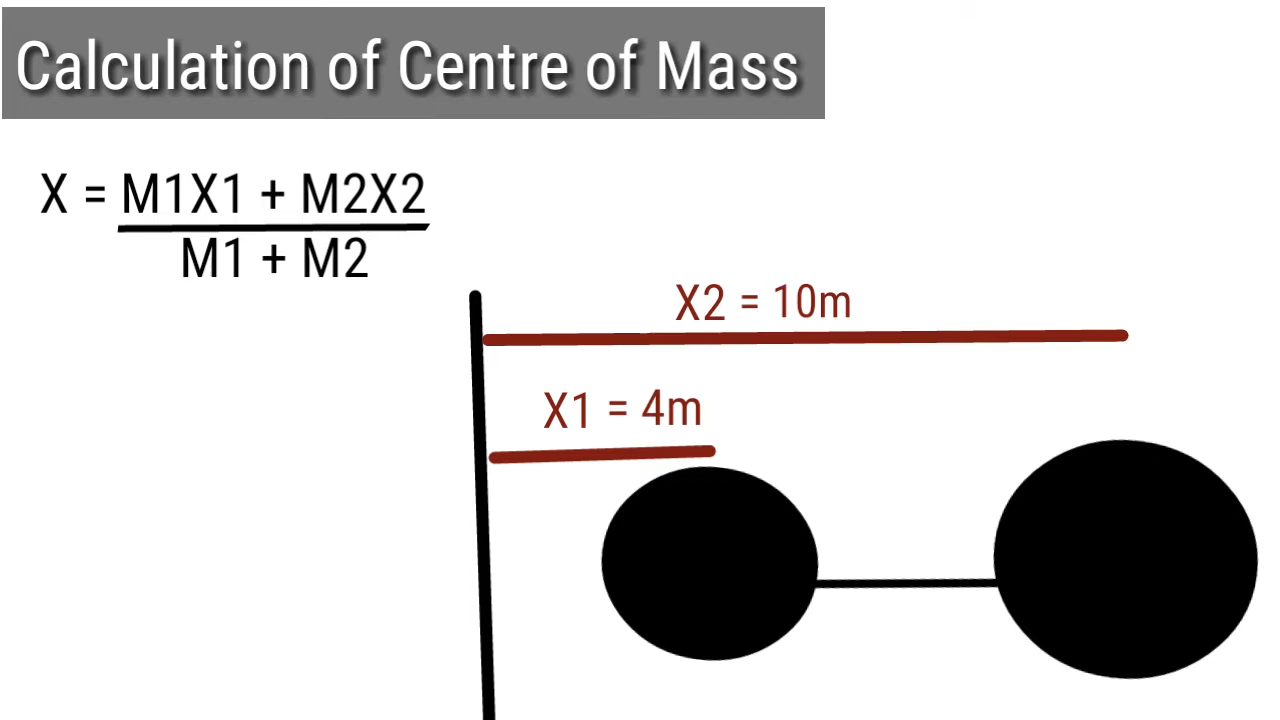 Calculation of Centre of Mass
X = M1X1 + M2X2
M1 + M2
X2 = 10m
X1 = 4m